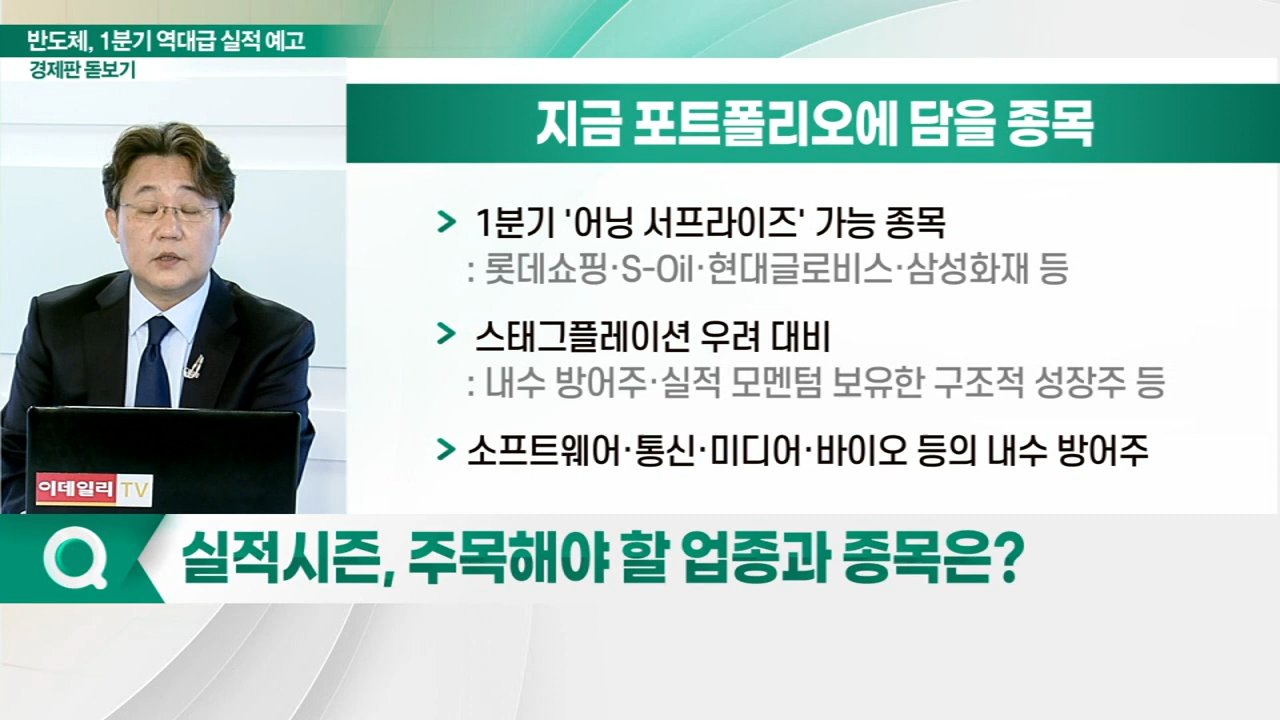 반도체, 1분기 역대급 실적 예고
경제판 돋보기
지금 포트폴리오에 담을 종목
> 1분기 '어닝 서프라이즈' 가능 종목
: 롯데쇼핑·S-Oil·현대글로비스·삼성화재 등
> 스태그플레이션 우려 대비
: 내수 방어주·실적 모멘텀 보유한 구조적 성장주 등
> 소프트웨어·통신·미디어·바이오 등의 내수 방어주
이데일리 TV
Q 실적시즌, 주목해야 할 업종과 종목은?